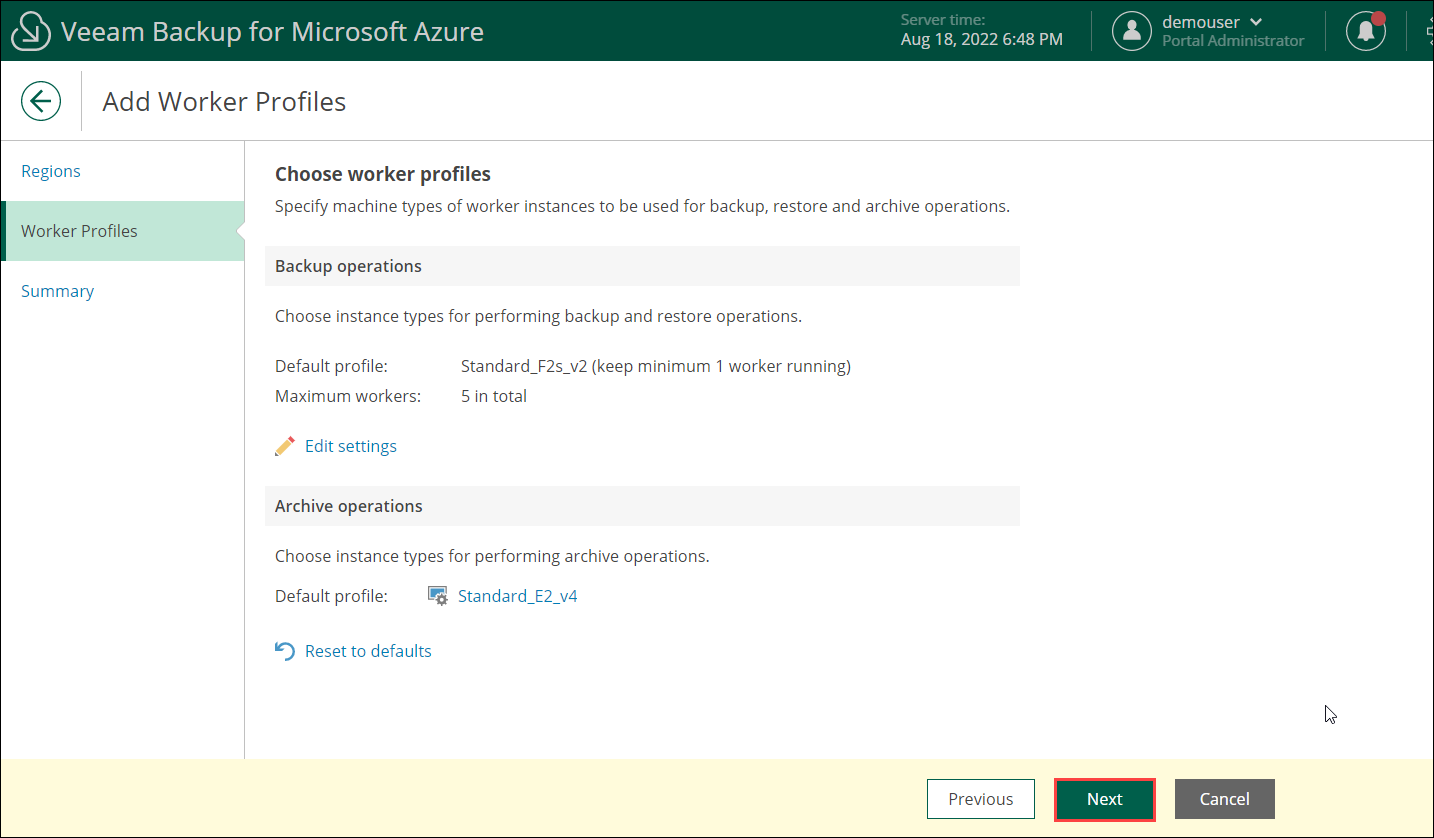 Veeam Backup for Microsoft Azure
Server time:
Aug 18, 2022 6:48 PM
demouser
Portal Administrator
Add Worker Profiles
Regions
Worker Profiles
Summary
Choose worker profiles
Specify machine types of worker instances to be used for backup, restore and archive operations.
Backup operations
Choose instance types for performing backup and restore operations.
Default profile: Standard_F2s_v2 (keep minimum 1 worker running)
Maximum workers: 5 in total
Edit settings
Archive operations
Choose instance types for performing archive operations.
Default profile: Standard_E2_v4
Reset to defaults
Previous Next Cancel